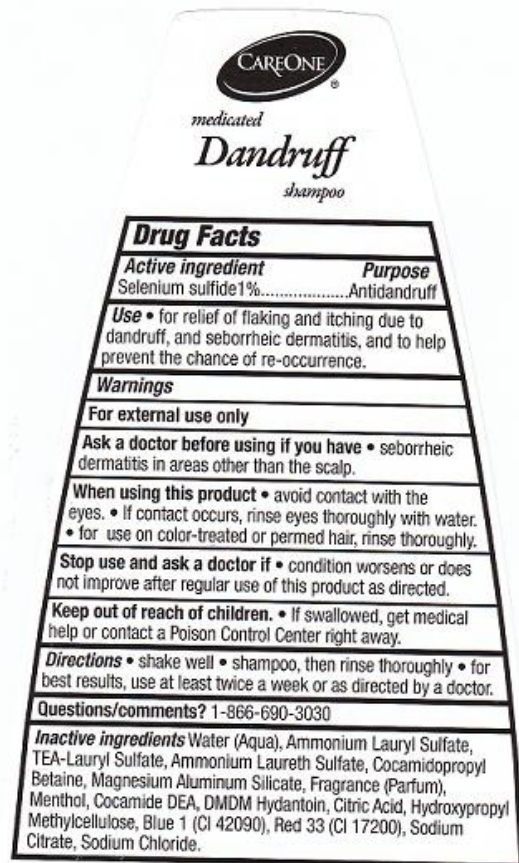 CAREONE
®
medicated
Dandruff
shampoo
Drug Facts
Active ingredient Purpose
Selenium sulfide1%...................Antidandruff
Use • for relief of flaking and itching due to
dandruff, and seborrheic dermatitis, and to help
prevent the chance of re-occurrence.
Warnings
For external use only
Ask a doctor before using if you have • seborrheic
dermatitis in areas other than the scalp.
When using this product • avoid contact with the
eyes. • If contact occurs, rinse eyes thoroughly with water.
• for use on color-treated or permed hair, rinse thoroughly.
Stop use and ask a doctor if • condition worsens or does
not improve after regular use of this product as directed.
Keep out of reach of children. • If swallowed, get medical
help or contact a Poison Control Center right away.
Directions • shake well • shampoo, then rinse thoroughly • for
best results, use at least twice a week or as directed by a doctor.
Questions/comments? 1-866-690-3030
Inactive ingredients Water (Aqua), Ammonium Lauryl Sulfate,
TEA-Lauryl Sulfate, Ammonium Laureth Sulfate, Cocamidopropyl
Betaine, Magnesium Aluminum Silicate, Fragrance (Parfum),
Menthol, Cocamide DEA, DMDM Hydantoin, Citric Acid, Hydroxypropyl
Methylcellulose, Blue 1 (CI 42090), Red 33 (CI 17200), Sodium
Citrate, Sodium Chloride.